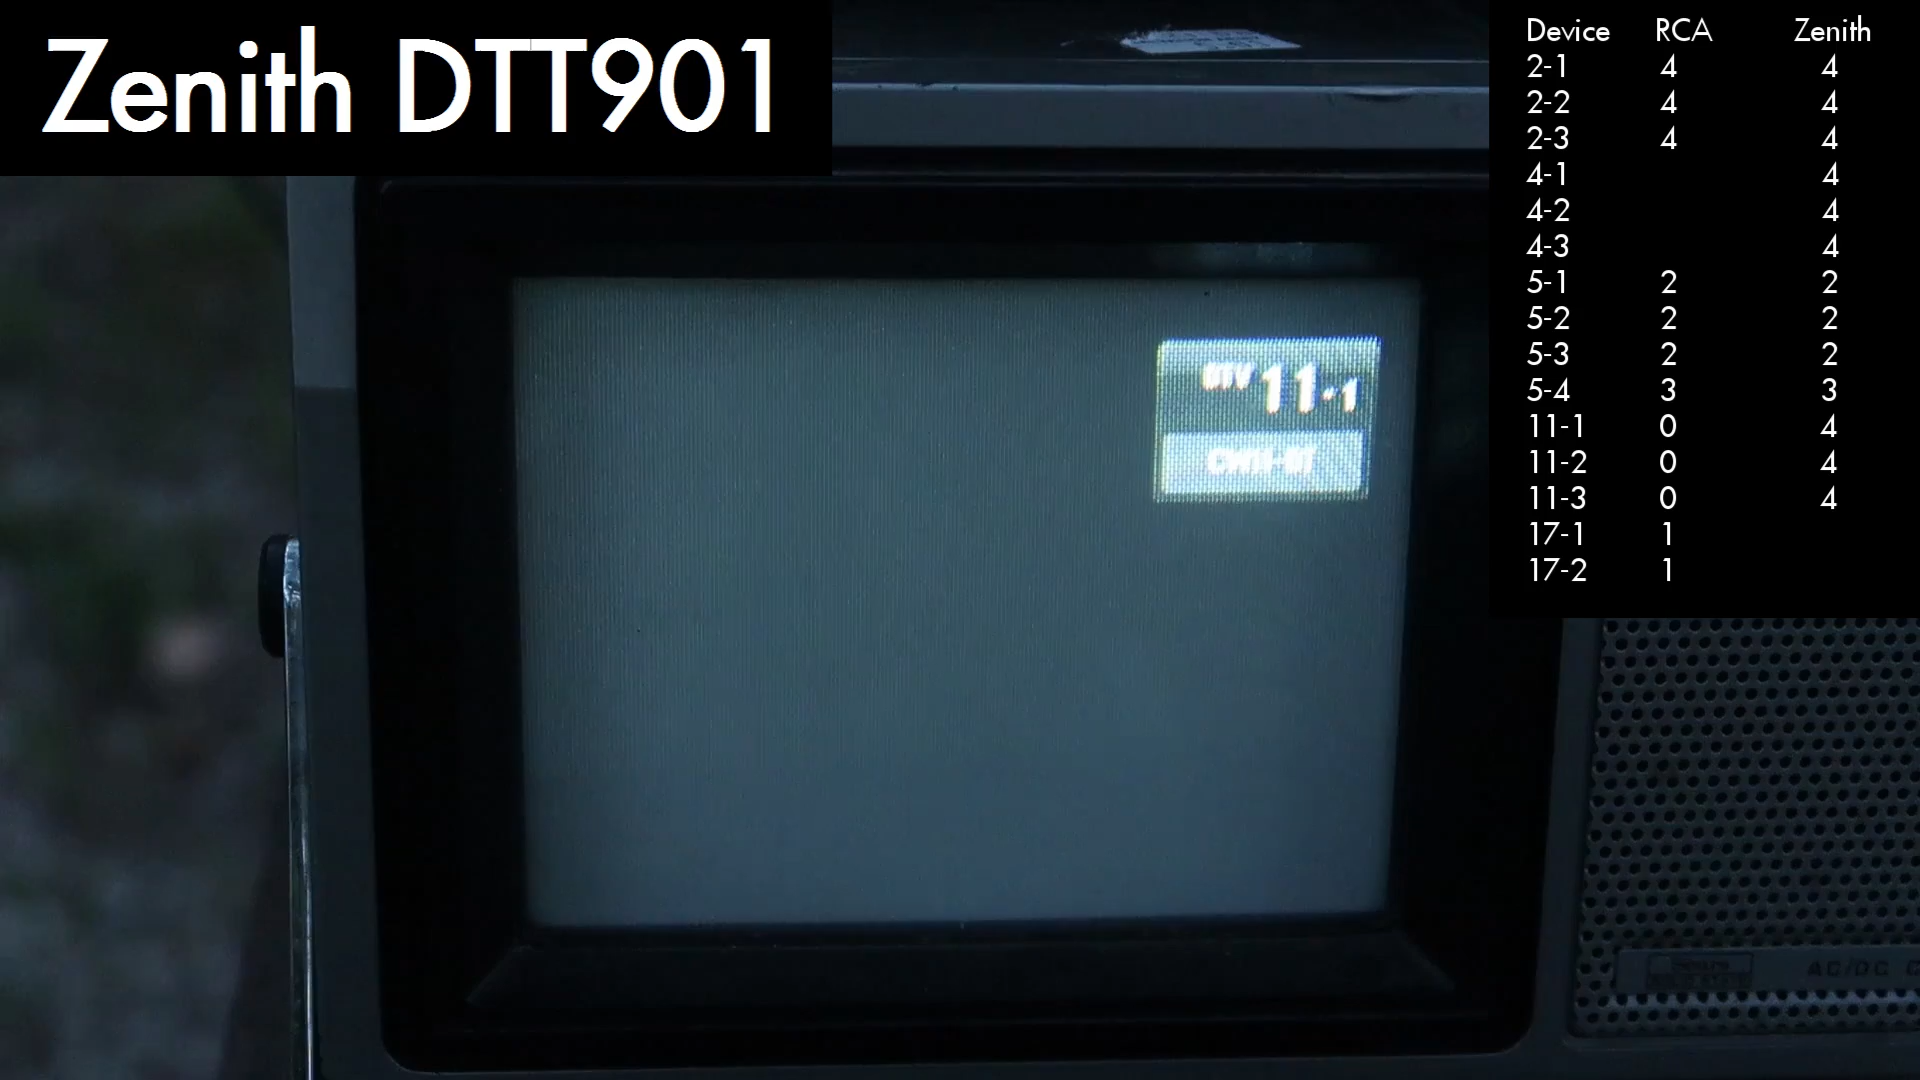 Zenith DTT901
Device RCA Zenith
2-1 4 4
2-2 4 4
2-3 4 4
4-1 4
4-2 4
4-3 4
5-1 2 2
5-2 2 2
5-3 2 2
5-4 3 3
11-1 0 4
11-2 0 4
11-3 0 4
17-1 1
17-2 1
DTV 11-1
AC/DC